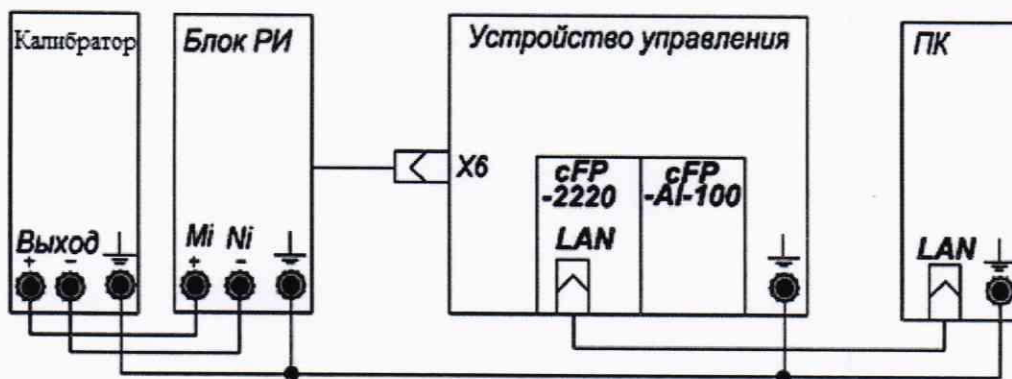 Калибратор
Блок РИ
Устройство управления
ПК
X6
cFP
-2220
cFP
-AI-100
LAN
LAN
Выход
+ -
Mi Ni
+ -